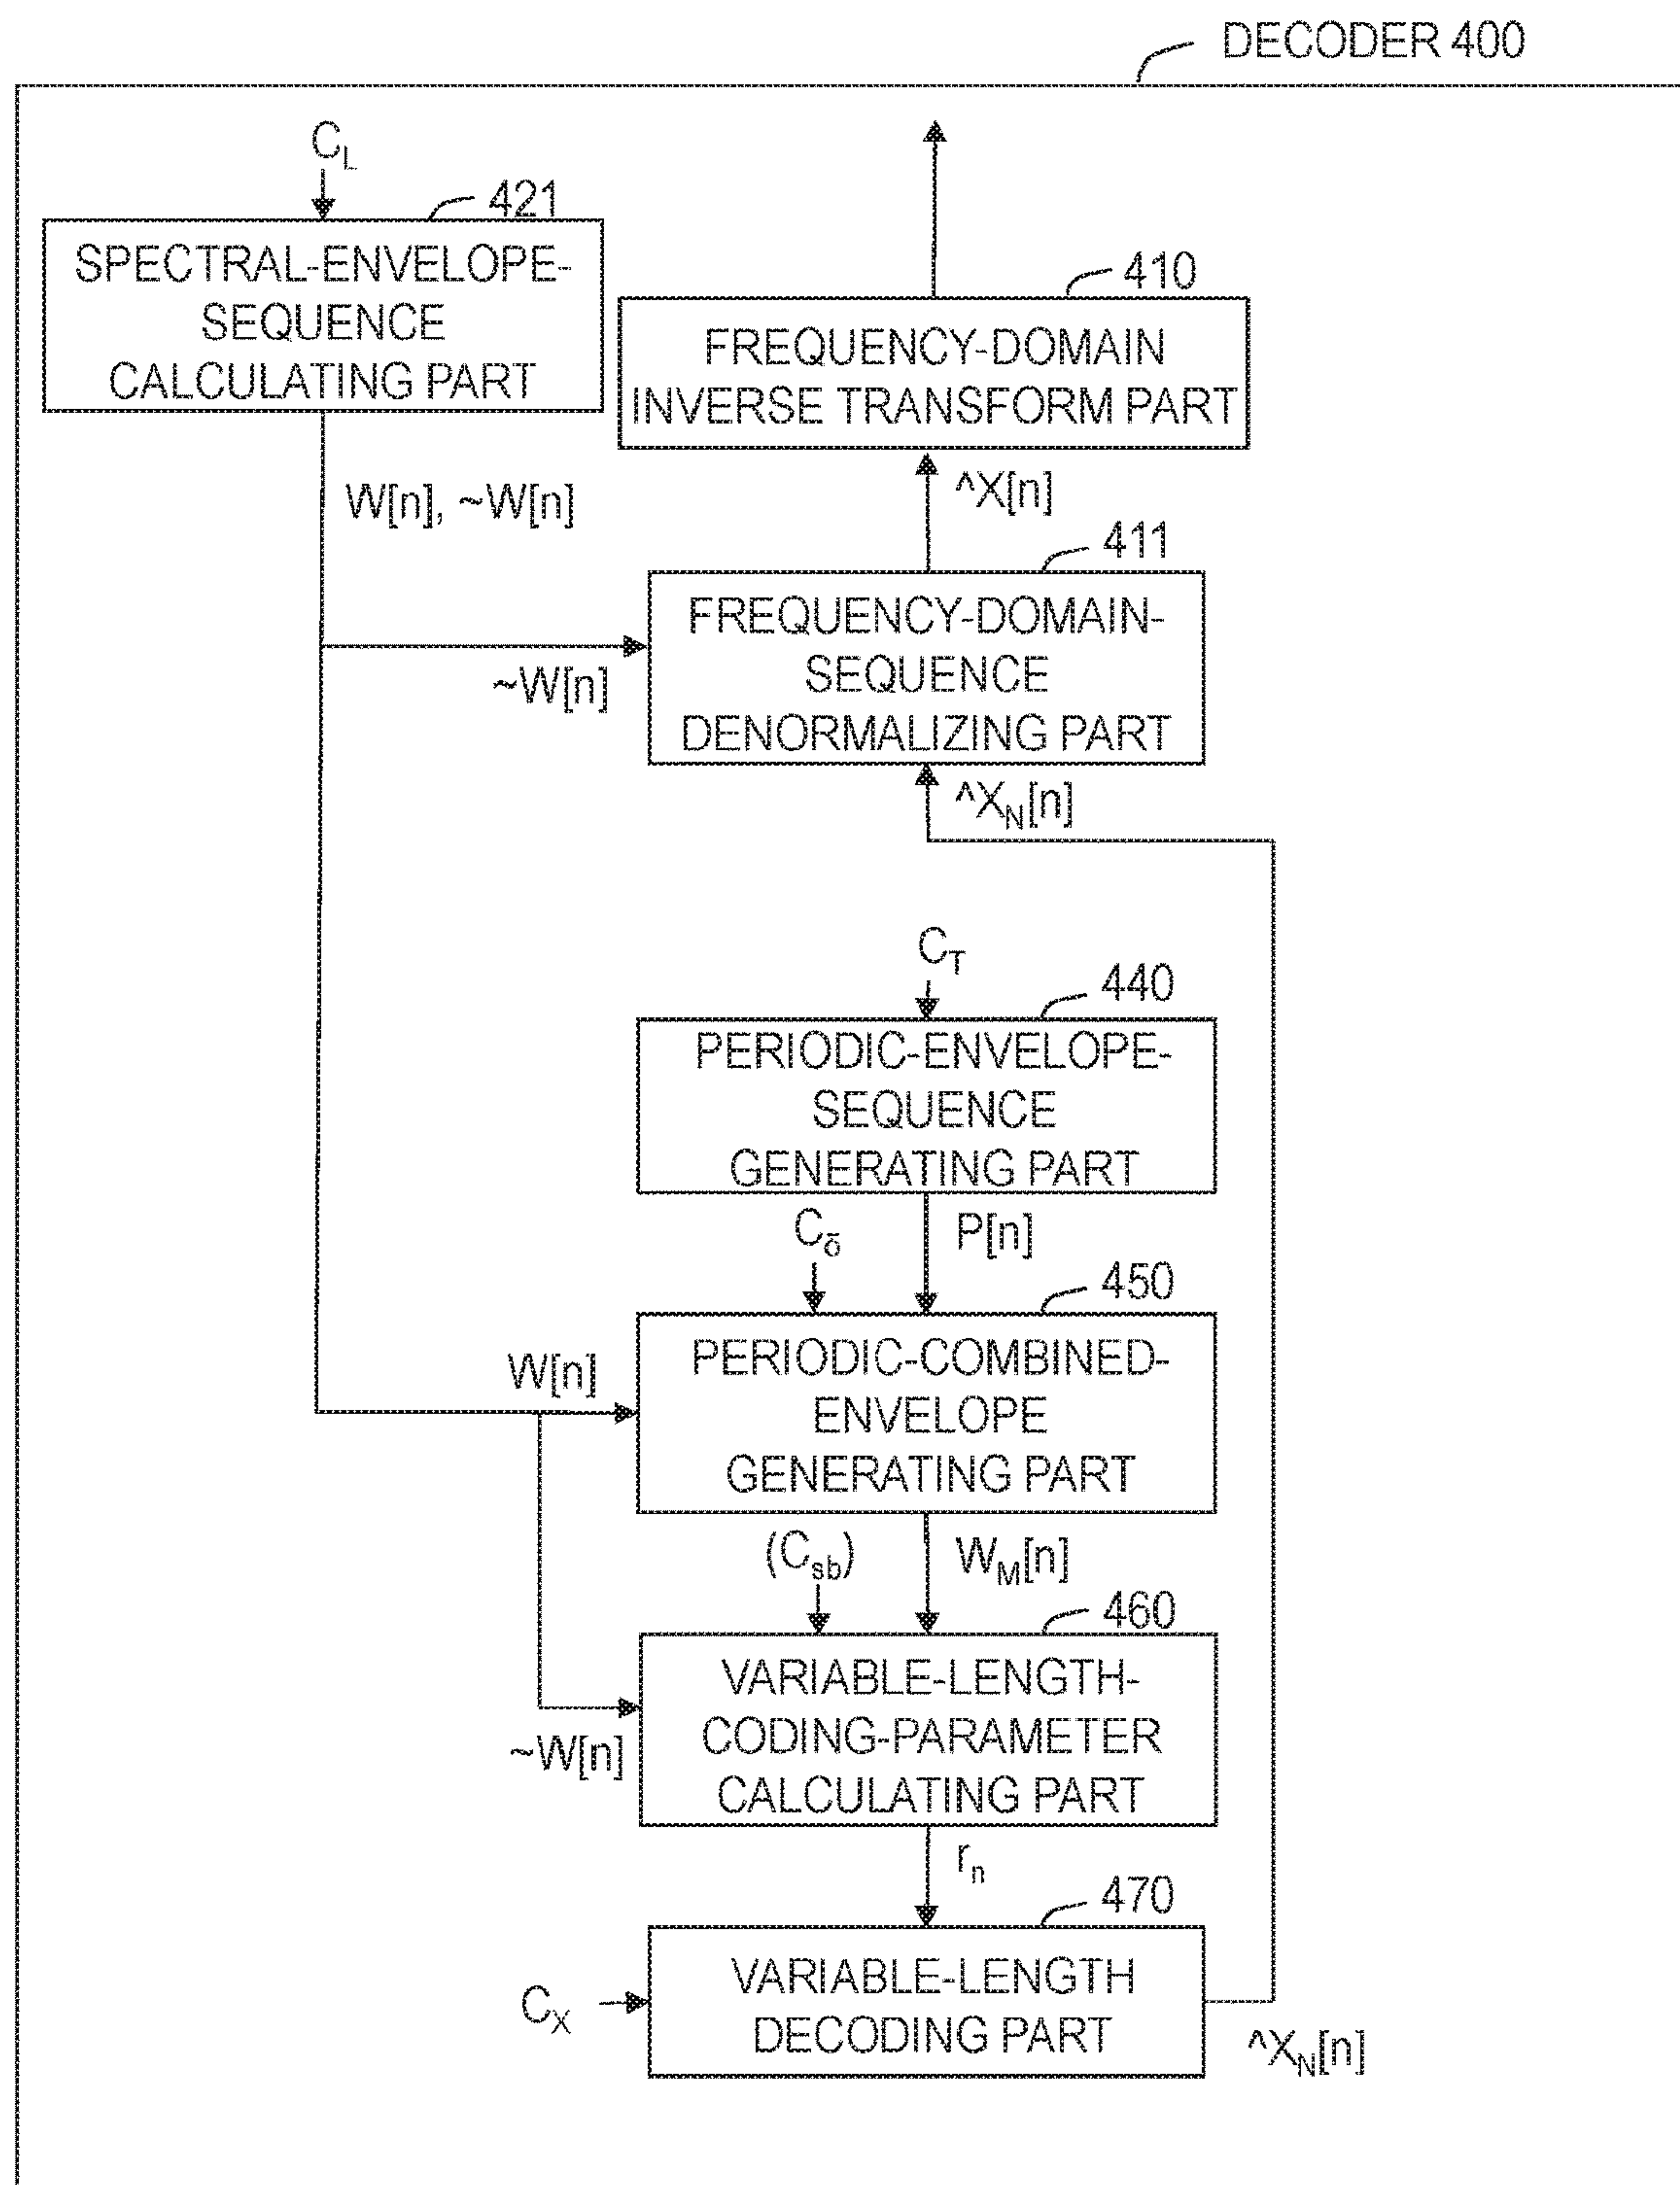 DECODER 400
C_L
421
SPECTRAL-ENVELOPE-
SEQUENCE
CALCULATING PART
410
FREQUENCY-DOMAIN
INVERSE TRANSFORM PART
W[n], ~W[n]
^X[n]
411
FREQUENCY-DOMAIN-
SEQUENCE
DENORMALIZING PART
~W[n]
^X_N[n]
C_T
440
PERIODIC-ENVELOPE-
SEQUENCE
GENERATING PART
C_δ
P[n]
450
PERIODIC-COMBINED-
ENVELOPE
GENERATING PART
W[n]
(C_sb)
W_M[n]
460
VARIABLE-LENGTH-
CODING-PARAMETER
CALCULATING PART
~W[n]
r_n
470
VARIABLE-LENGTH
DECODING PART
C_X
^X_N[n]